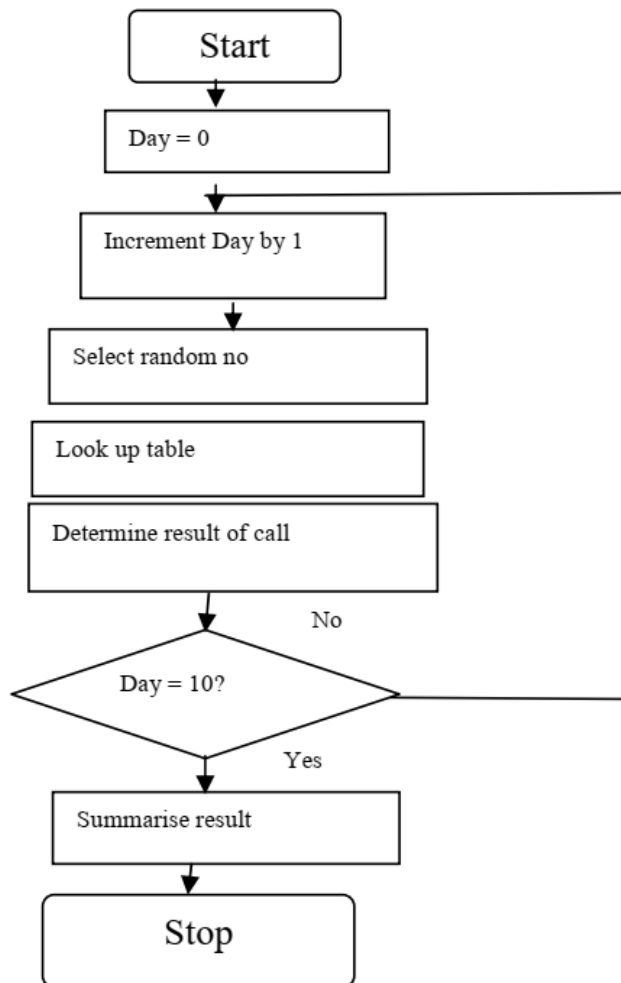 Start
Day = 0
Increment Day by 1
Select random no
Look up table
Determine result of call
No
Day = 10?
Yes
Summarise result
Stop